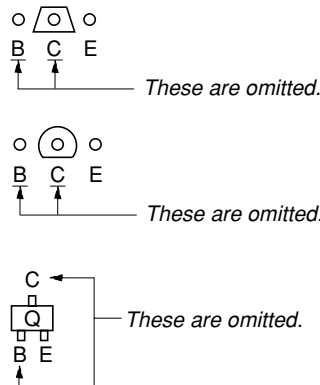 B C E
These are omitted.
B C E
These are omitted.
C
Q
These are omitted.
B E